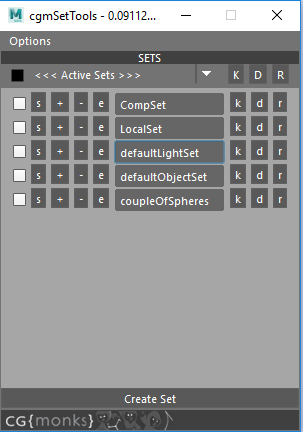 cgmSetTools - 0.09112...
Options
SETS
<<< Active Sets >>> K D R
s + - e CompSet k d r
s + - e LocalSet k d r
s + - e defaultLightSet k d r
s + - e defaultObjectSet k d r
s + - e coupleOfSpheres k d r
Create Set
CG{monks}